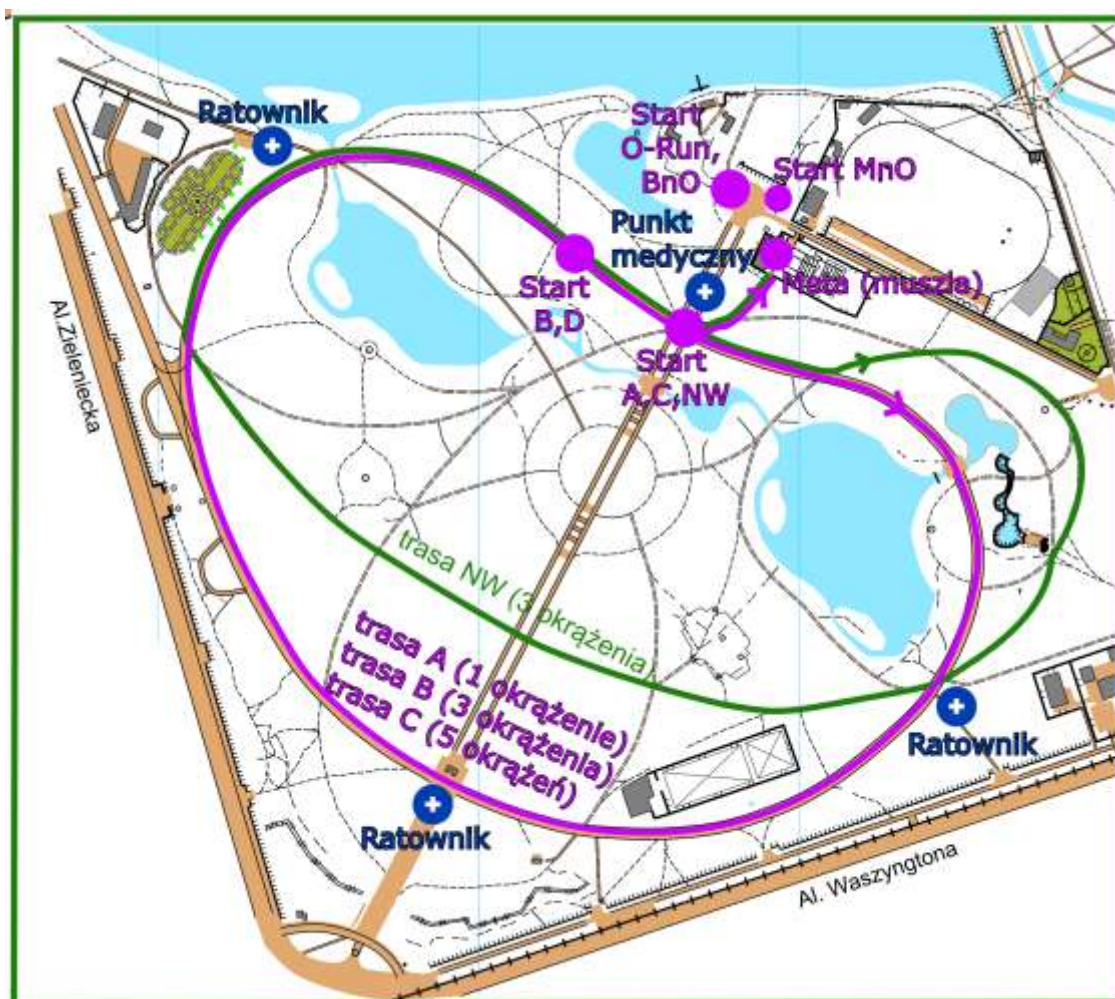 Ratownik
Start
O-Run,
BnO
Start MnO
Punkt
medyczny
Meta (muszla)
Start
B,D
Start
A,C,NW
Al.Zieleniecka
trasa NW (3 okrążenia)
trasa A (1 okrążenie)
trasa B (3 okrążenia)
trasa C (5 okrążeń)
Ratownik
Ratownik
Al. Waszyngtona